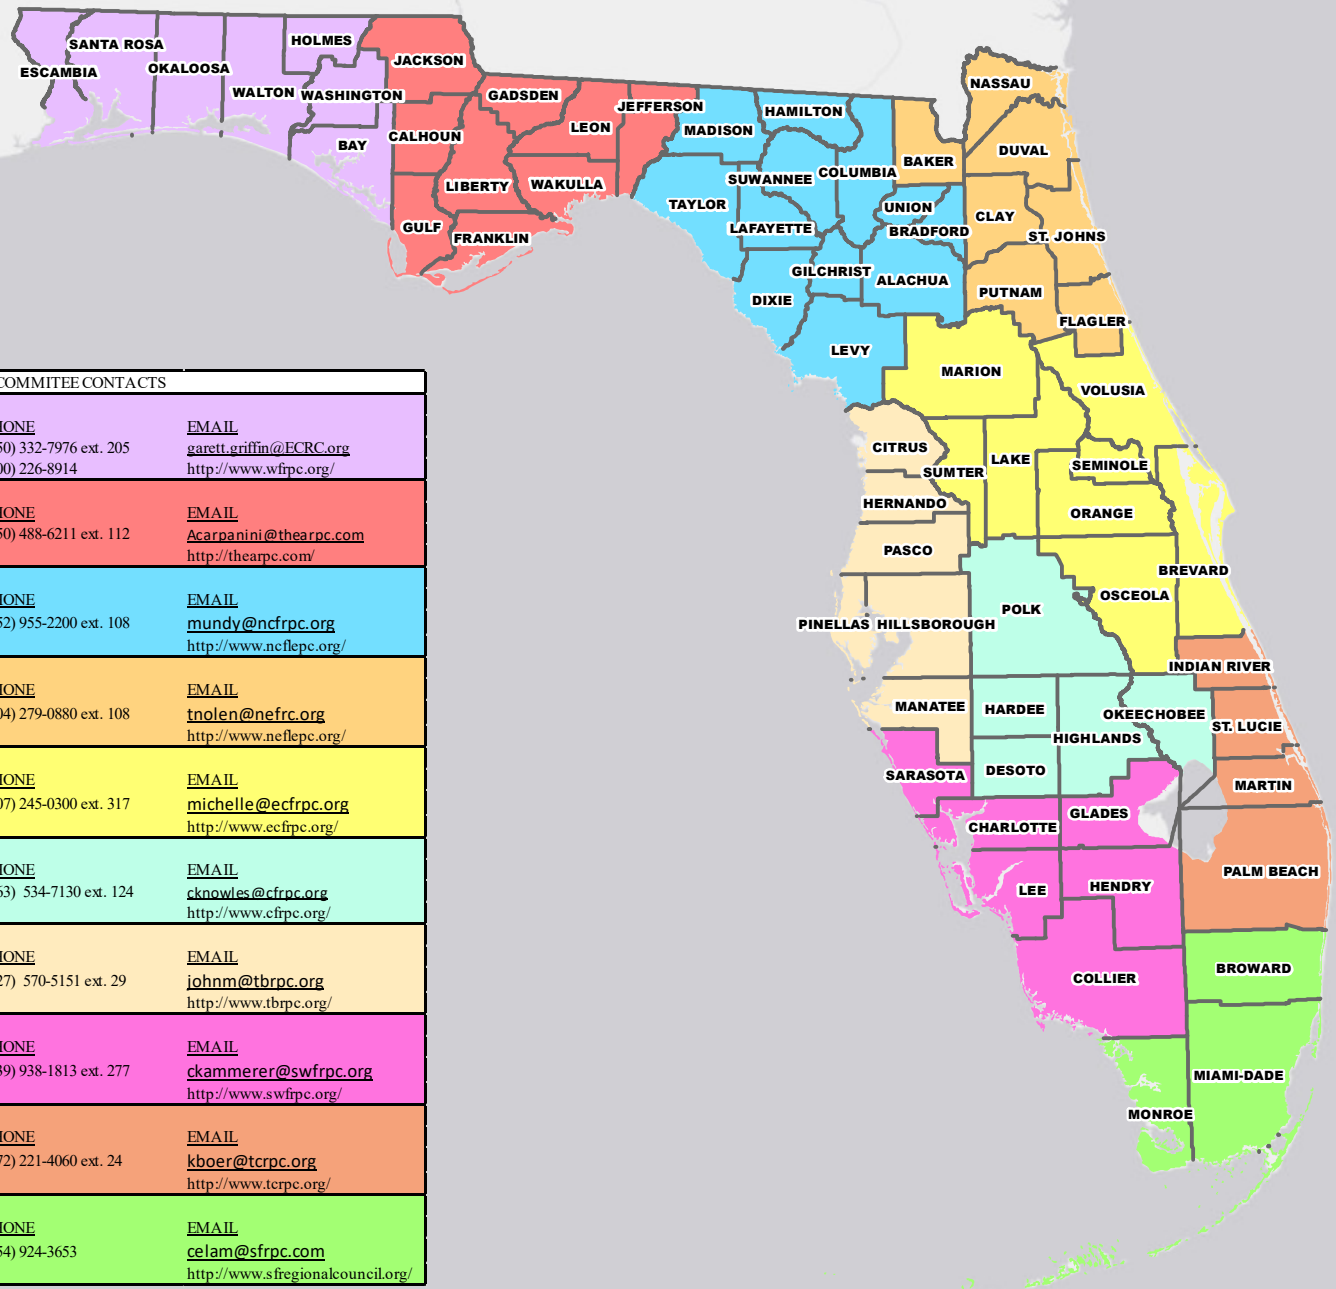 SANTA ROSA
ESCAMBIA
OKALOOSA
HOLMES
WALTON
WASHINGTON
BAY
JACKSON
CALHOUN
GADSDEN
LEON
JEFFERSON
LIBERTY
WAKULLA
GULF
FRANKLIN
MADISON
HAMILTON
TAYLOR
SUWANNEE
COLUMBIA
LAFAYETTE
UNION
BRADFORD
GILCHRIST
ALACHUA
DIXIE
LEVY
NASSAU
DUVAL
BAKER
CLAY
ST. JOHNS
PUTNAM
FLAGLER
MARION
VOLUSIA
CITRUS
SUMTER
LAKE
SEMINOLE
HERNANDO
ORANGE
PASCO
BREVARD
OSCEOLA
POLK
PINELLAS
HILLSBOROUGH
INDIAN RIVER
MANATEE
HARDEE
OKEECHOBEE
ST. LUCIE
HIGHLANDS
SARASOTA
DESOTO
MARTIN
CHARLOTTE
GLADES
LEE
HENDRY
PALM BEACH
COLLIER
BROWARD
MIAMI-DADE
MONROE
COMMITEE CONTACTS
IONE EMAIL
50) 332-7976 ext. 205 garett.griffin@ECRC.org
00) 226-8914 http://www.wfrpc.org/
IONE EMAIL
50) 488-6211 ext. 112 Acarpanini@thearpc.com
http://thearpc.com/
IONE EMAIL
52) 955-2200 ext. 108 mundy@ncfrpc.org
http://www.ncflepc.org/
IONE EMAIL
04) 279-0880 ext. 108 tnolen@nefrc.org
http://www.neflepc.org/
IONE EMAIL
07) 245-0300 ext. 317 michelle@ecfrpc.org
http://www.ecfrpc.org/
IONE EMAIL
63) 534-7130 ext. 124 cknowles@cfrpc.org
http://www.cfrpc.org/
IONE EMAIL
27) 570-5151 ext. 29 johnm@tbrpc.org
http://www.tbrpc.org/
IONE EMAIL
39) 938-1813 ext. 277 ckammerer@swfrpc.org
http://www.swfrpc.org/
IONE EMAIL
72) 221-4060 ext. 24 kboer@tcrpc.org
http://www.tcrpc.org/
IONE EMAIL
54) 924-3653 celam@sfrpc.com
http://www.sfregionalcouncil.org/